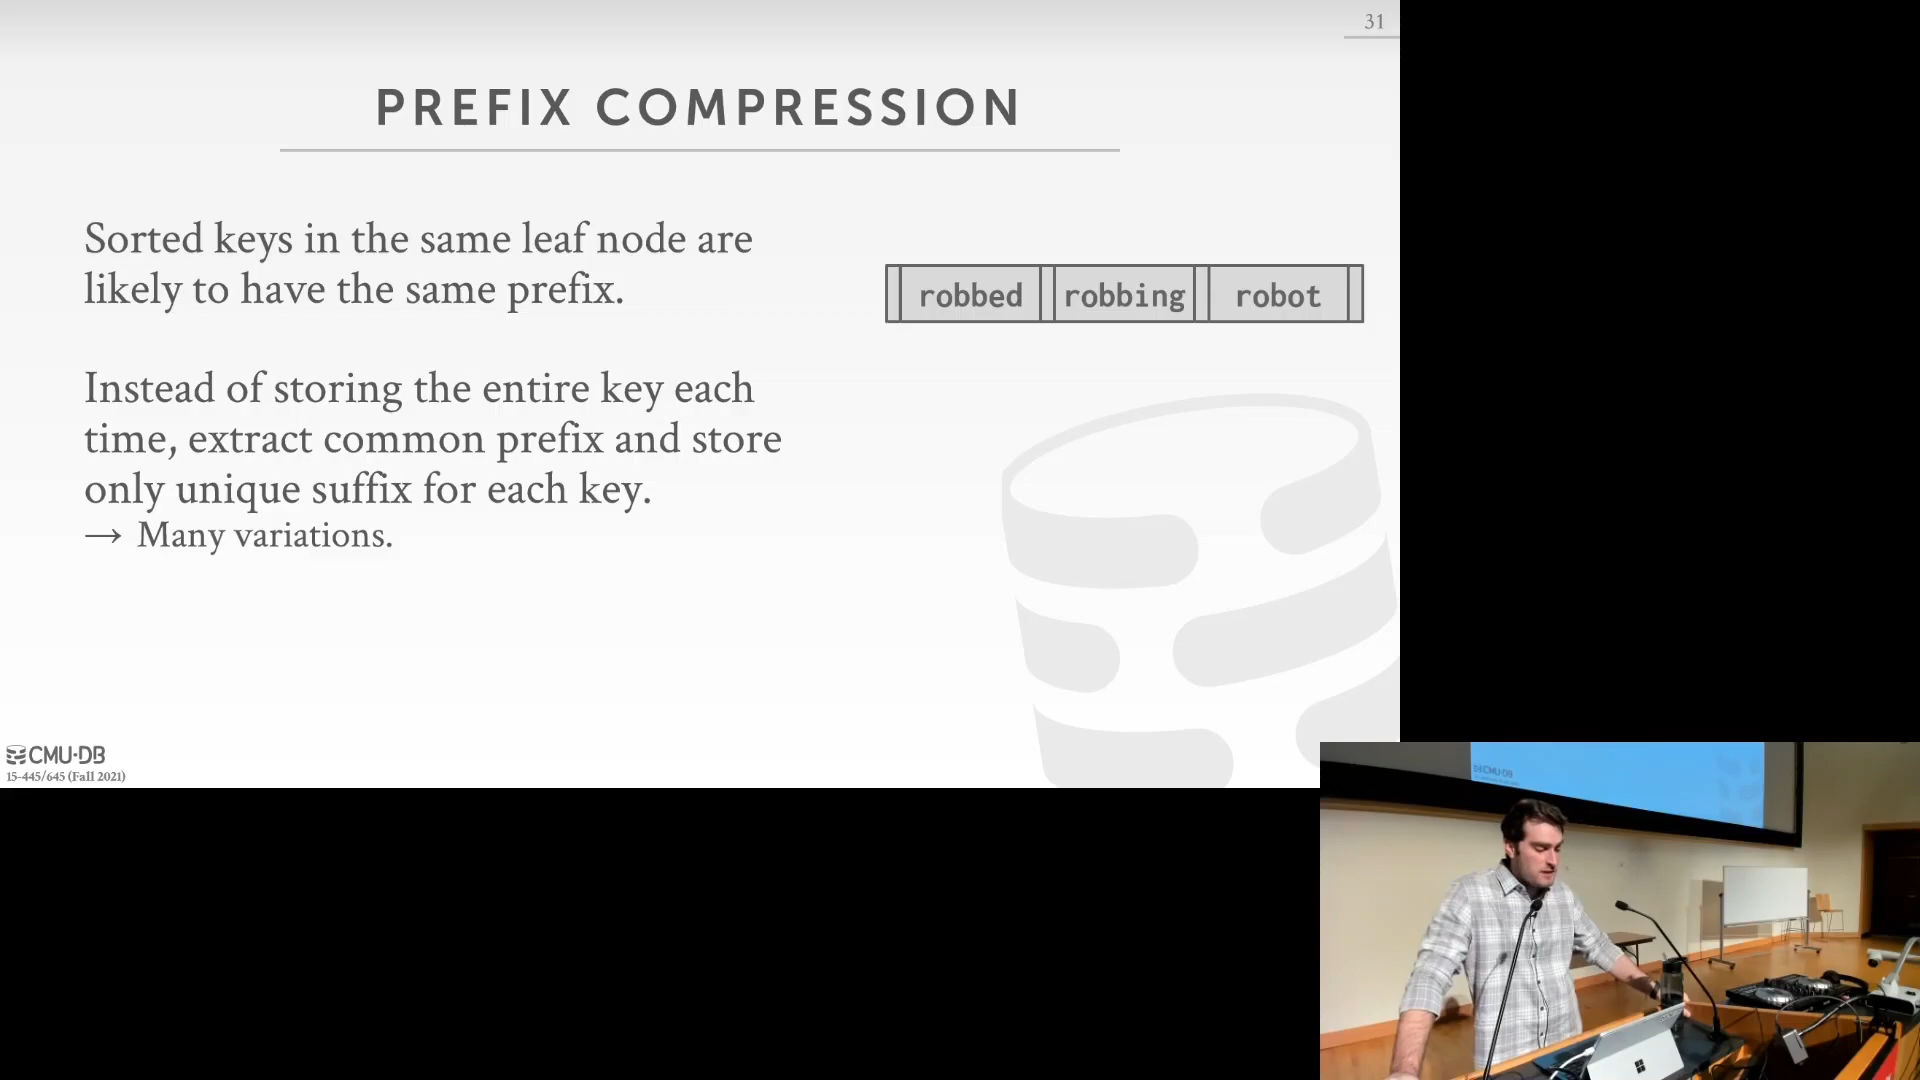 31
PREFIX COMPRESSION
Sorted keys in the same leaf node are
likely to have the same prefix.
Instead of storing the entire key each
time, extract common prefix and store
only unique suffix for each key.
→ Many variations.
robbed robbing robot
CMU·DB
15-445/645 (Fall 2021)
CMU·DB